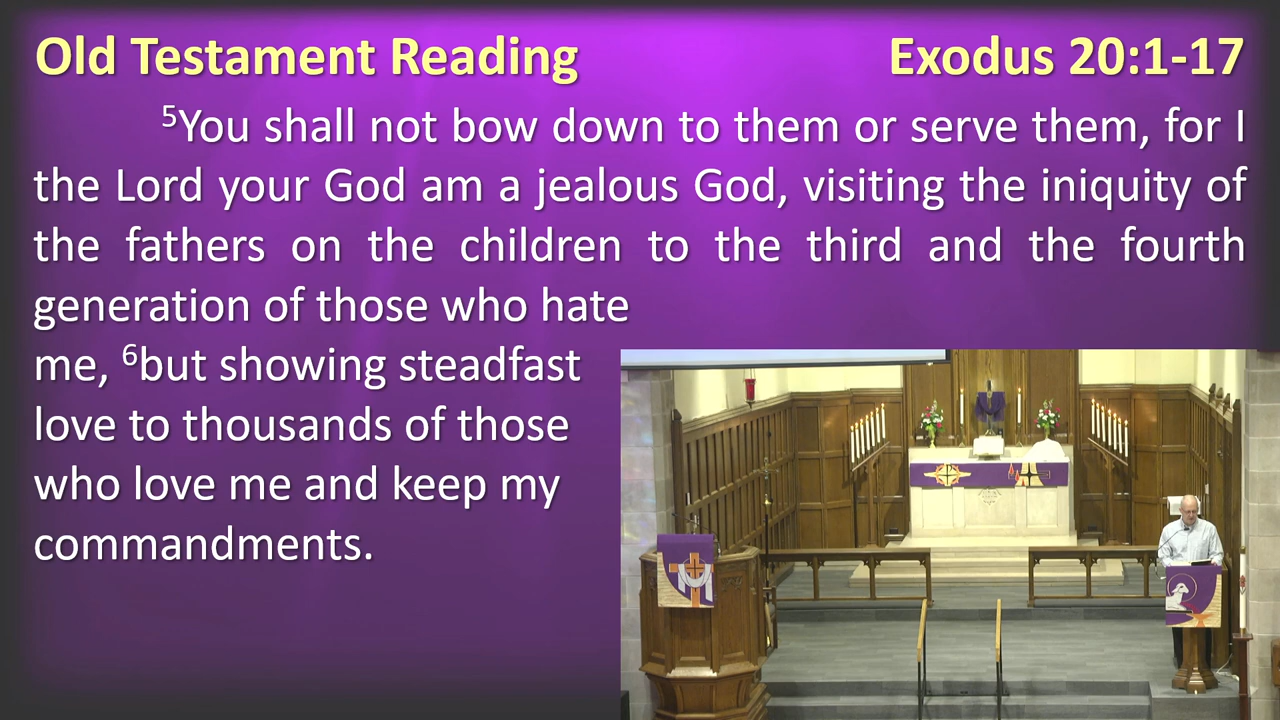 Old Testament Reading Exodus 20:1-17
⁵You shall not bow down to them or serve them, for I
the Lord your God am a jealous God, visiting the iniquity of
the fathers on the children to the third and the fourth
generation of those who hate
me, ⁶but showing steadfast
love to thousands of those
who love me and keep my
commandments.